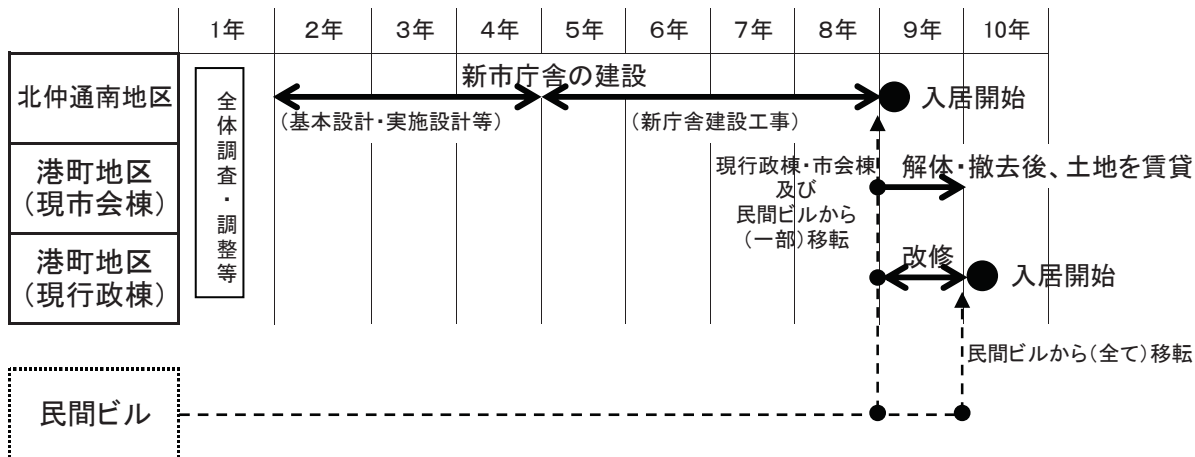 1年 2年 3年 4年 5年 6年 7年 8年 9年 10年
北仲通南地区
全体調査・調整等
新市庁舎の建設
(基本設計・実施設計等)
(新庁舎建設工事)
入居開始
港町地区
(現市会棟)
現行政棟・市会棟
及び
民間ビルから
(一部)移転
解体・撤去後、土地を賃貸
港町地区
(現行政棟)
改修
入居開始
民間ビルから(全て)移転
民間ビル